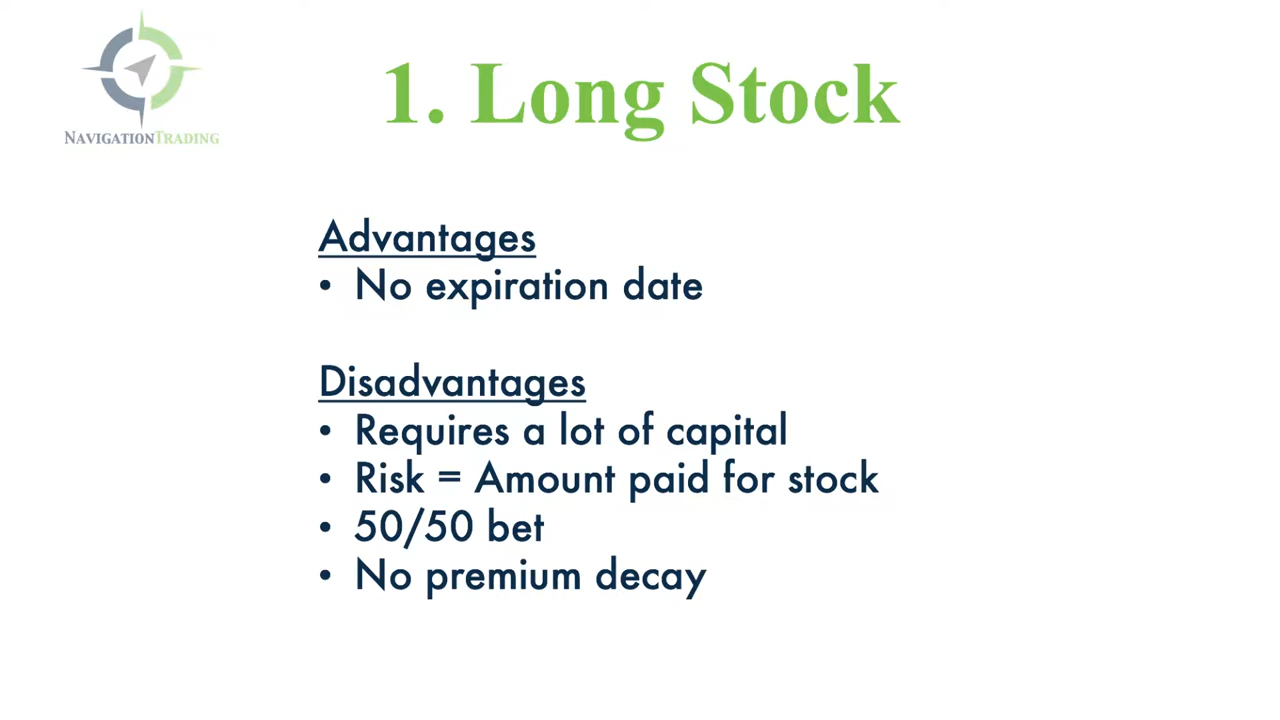 NAVIGATIONTRADING
1. Long Stock
Advantages
• No expiration date
Disadvantages
• Requires a lot of capital
• Risk = Amount paid for stock
• 50/50 bet
• No premium decay